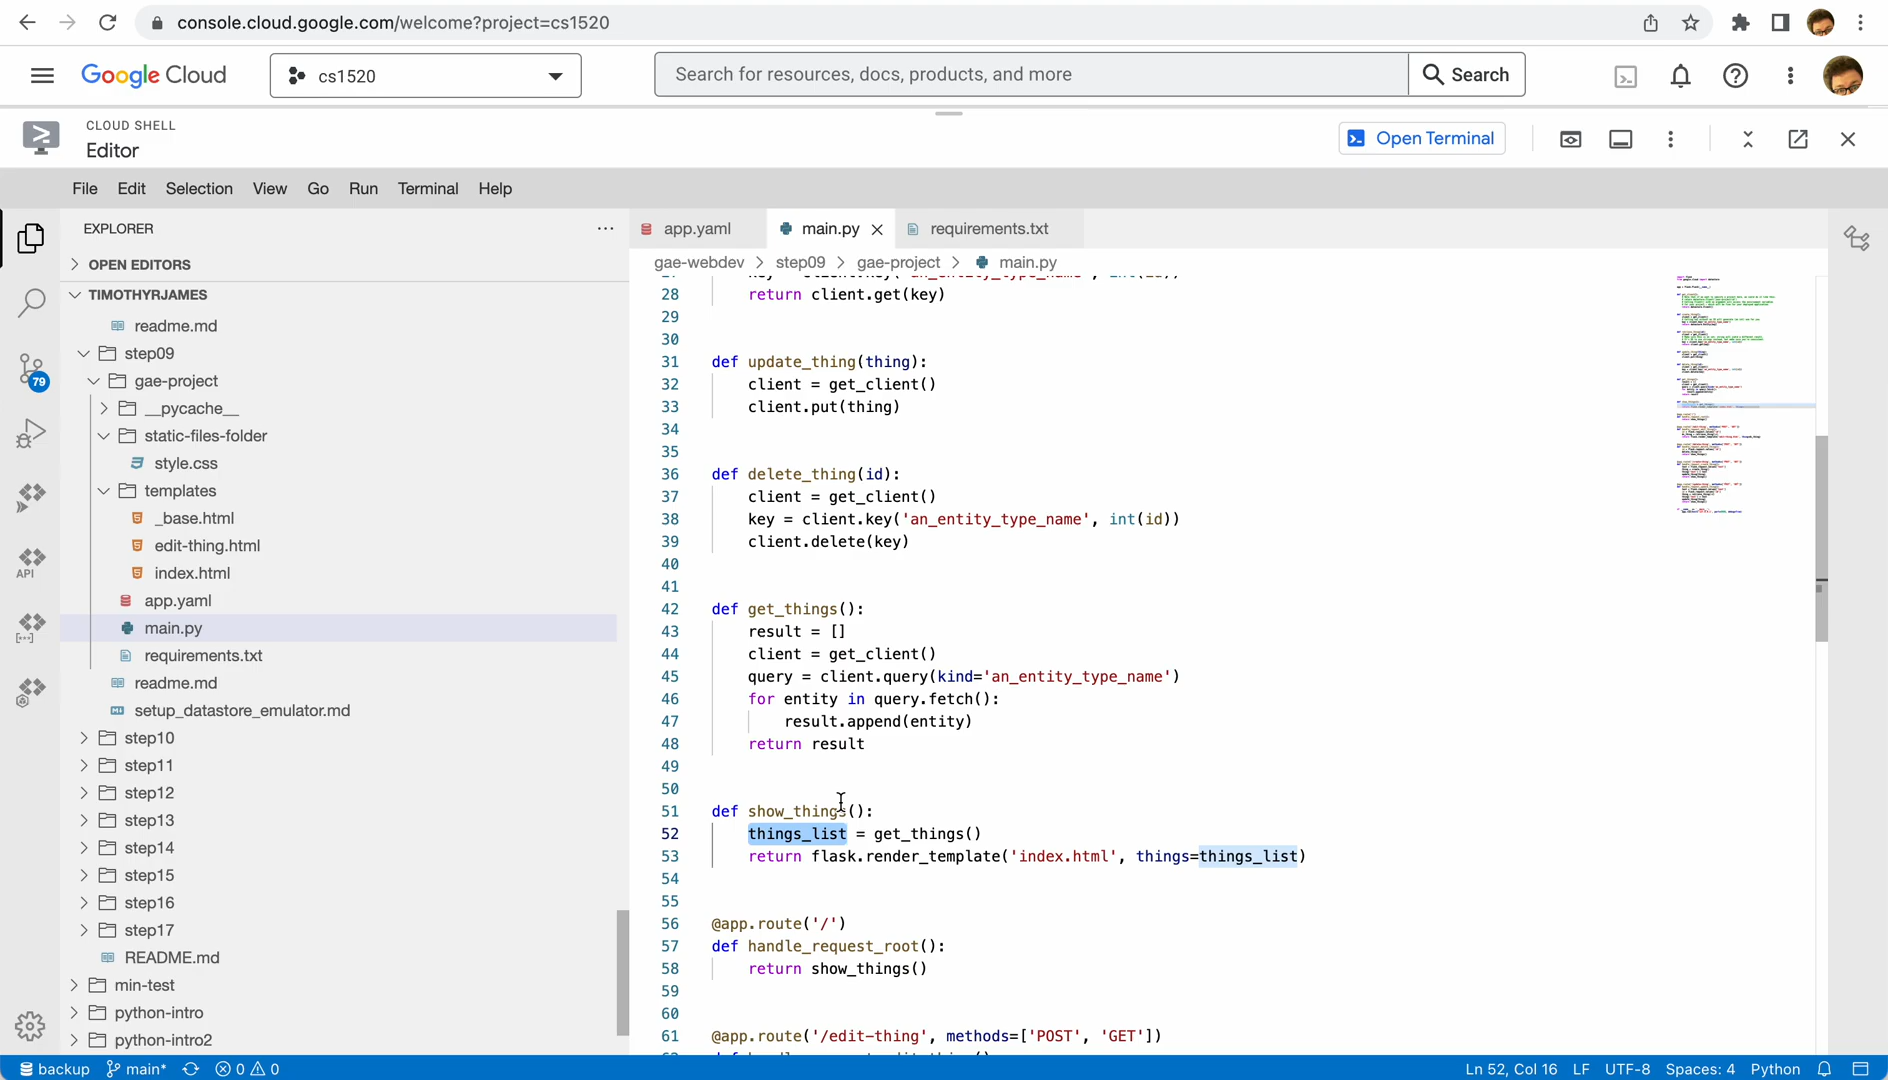 console.cloud.google.com/welcome?project=cs1520
Google Cloud
cs1520
Search for resources, docs, products, and more
Search
CLOUD SHELL
Editor
Open Terminal
File Edit Selection View Go Run Terminal Help
EXPLORER
OPEN EDITORS
TIMOTHYRJAMES
readme.md
step09
gae-project
__pycache__
static-files-folder
style.css
templates
_base.html
edit-thing.html
index.html
app.yaml
main.py
requirements.txt
readme.md
setup_datastore_emulator.md
step10
step11
step12
step13
step14
step15
step16
step17
README.md
min-test
python-intro
python-intro2
79
API
app.yaml
main.py
requirements.txt
gae-webdev > step09 > gae-project > main.py
28 return client.get(key)
29
30
31 def update_thing(thing):
32 client = get_client()
33 client.put(thing)
34
35
36 def delete_thing(id):
37 client = get_client()
38 key = client.key('an_entity_type_name', int(id))
39 client.delete(key)
40
41
42 def get_things():
43 result = []
44 client = get_client()
45 query = client.query(kind='an_entity_type_name')
46 for entity in query.fetch():
47 result.append(entity)
48 return result
49
50
51 def show_things():
52 things_list = get_things()
53 return flask.render_template('index.html', things=things_list)
54
55
56 @app.route('/')
57 def handle_request_root():
58 return show_things()
59
60
61 @app.route('/edit-thing', methods=['POST', 'GET'])
backup main* 0 0 Ln 52, Col 16 LF UTF-8 Spaces: 4 Python